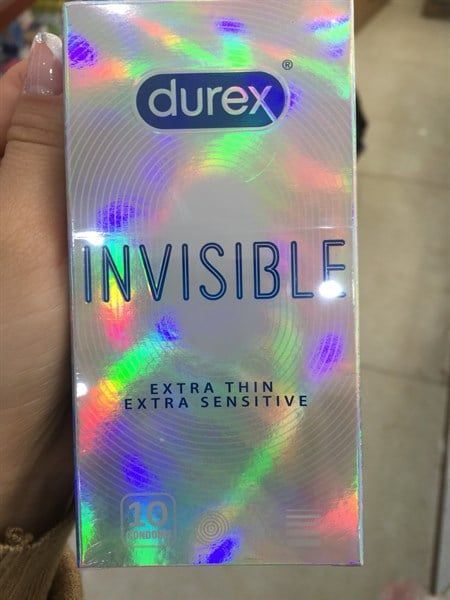 durex®
INVISIBLE
EXTRA THIN
EXTRA SENSITIVE
10
CONDOMS